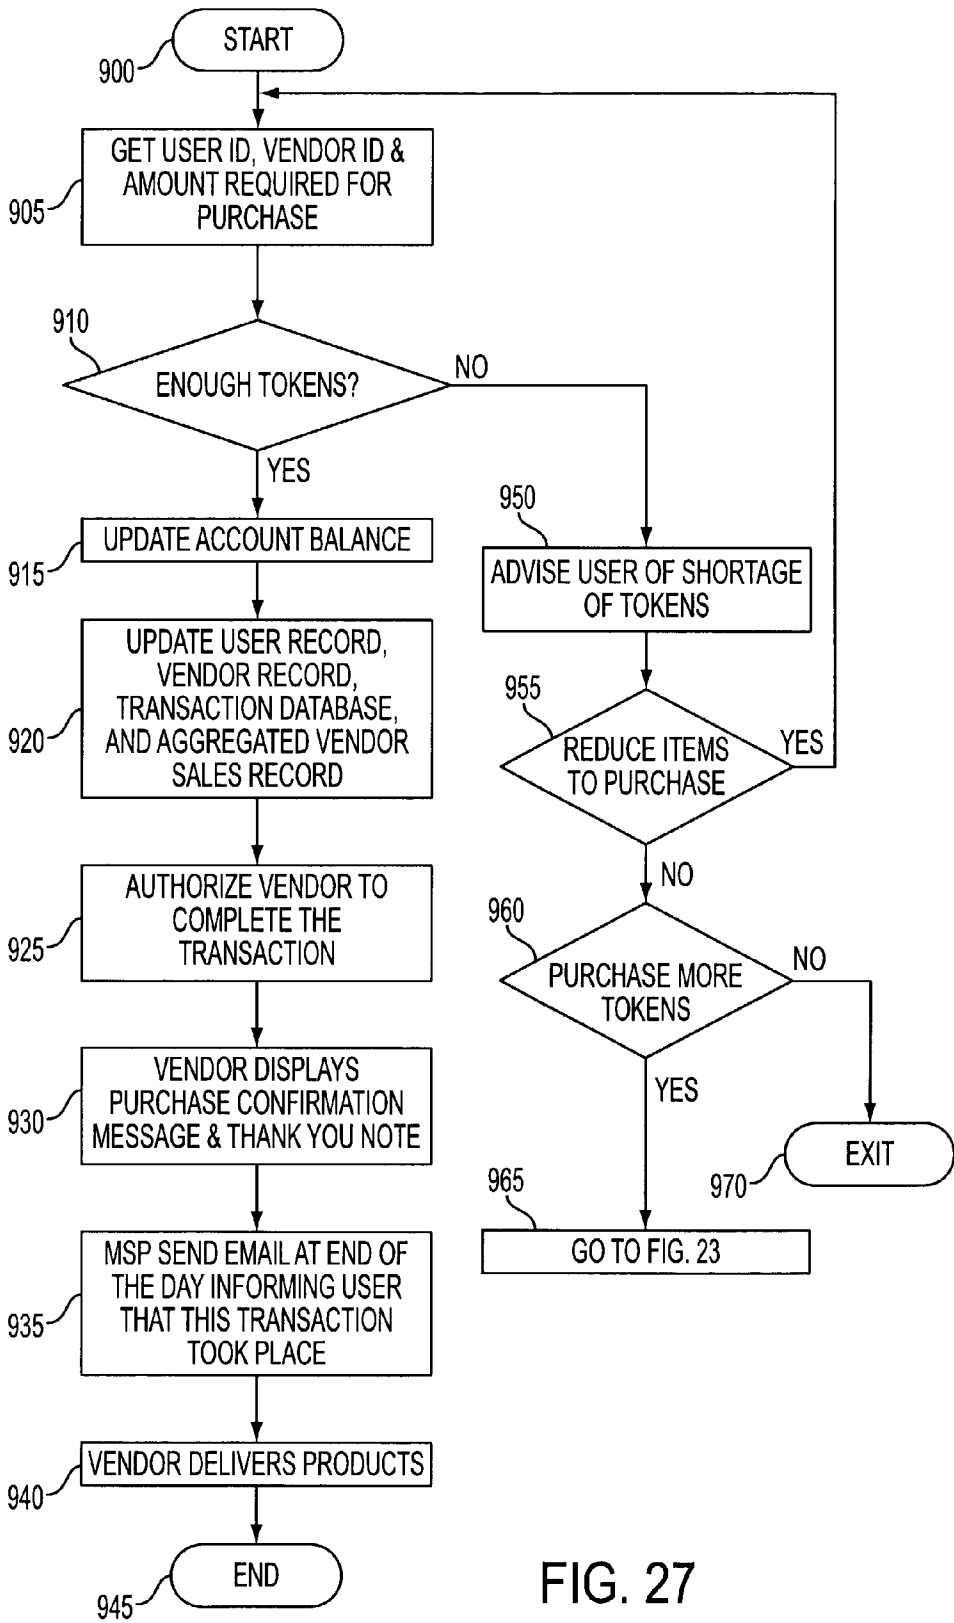 START
900
GET USER ID, VENDOR ID &
AMOUNT REQUIRED FOR
PURCHASE
905
910
ENOUGH TOKENS?
NO
YES
UPDATE ACCOUNT BALANCE
915
UPDATE USER RECORD,
VENDOR RECORD,
TRANSACTION DATABASE,
AND AGGREGATED VENDOR
SALES RECORD
920
AUTHORIZE VENDOR TO
COMPLETE THE
TRANSACTION
925
VENDOR DISPLAYS
PURCHASE CONFIRMATION
MESSAGE & THANK YOU NOTE
930
MSP SEND EMAIL AT END OF
THE DAY INFORMING USER
THAT THIS TRANSACTION
TOOK PLACE
935
VENDOR DELIVERS PRODUCTS
940
END
945
950
ADVISE USER OF SHORTAGE
OF TOKENS
955
REDUCE ITEMS
TO PURCHASE
YES
NO
960
PURCHASE MORE
TOKENS
NO
YES
EXIT
970
965
GO TO FIG. 23
FIG. 27